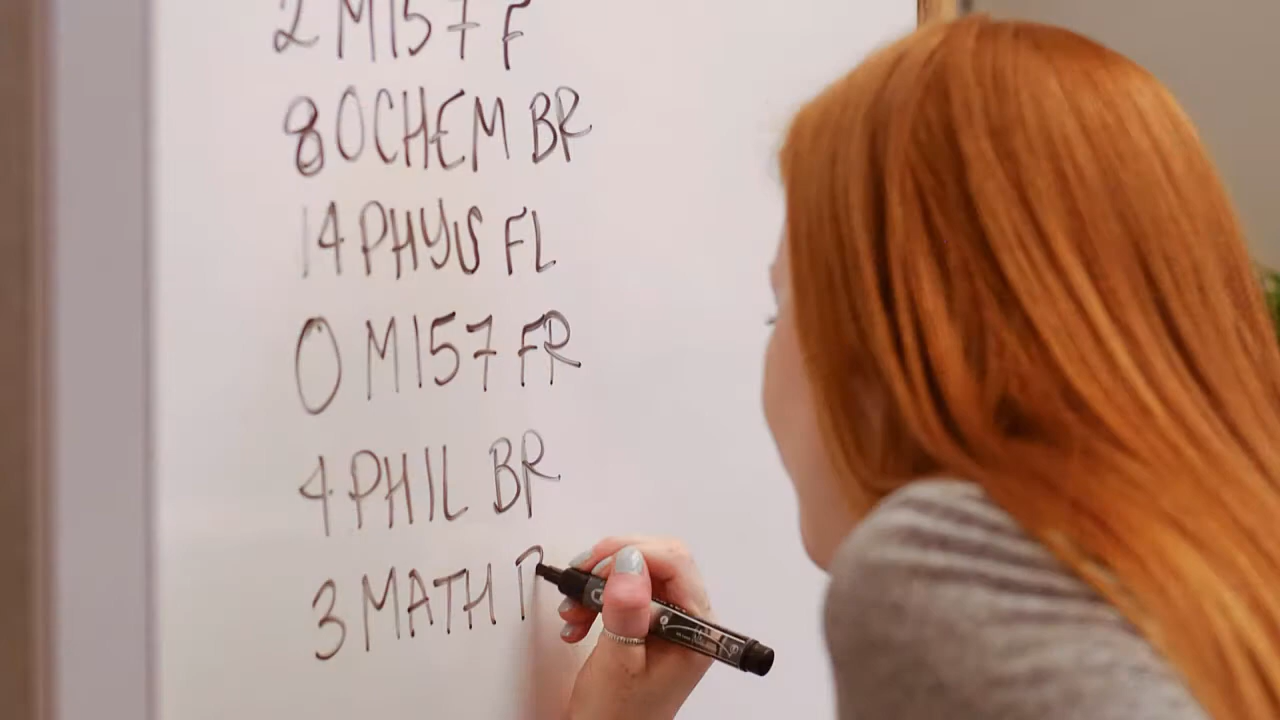 2 M157 F
8 OCHEM BR
14 PHYS FL
0 M157 FR
4 PHIL BR
3 MATH